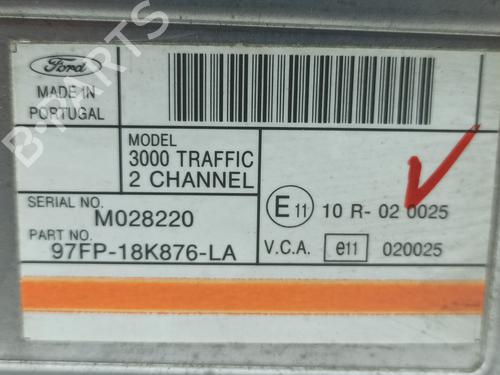 Ford
MADE IN
PORTUGAL
MODEL
3000 TRAFFIC
2 CHANNEL
SERIAL NO.
M028220
PART NO.
97FP-18K876-LA
E 11 10 R- 02 0025
V.C.A. e11 020025
B-PARTS